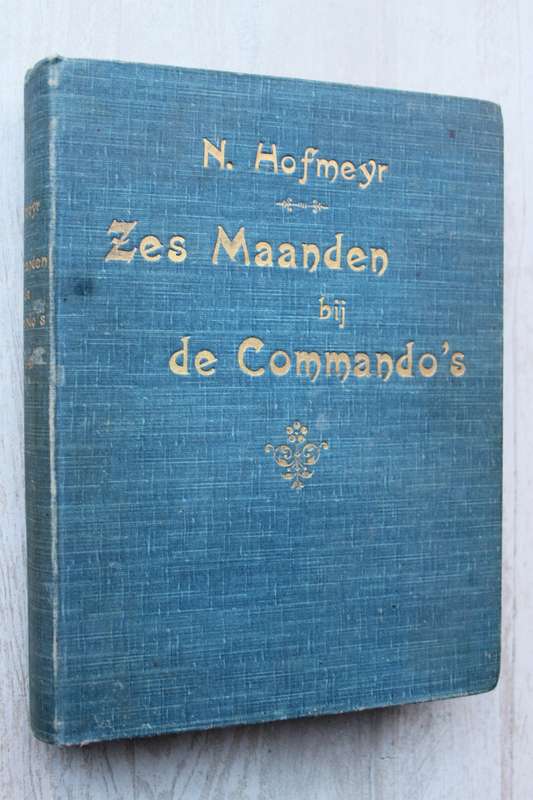 N. Hofmeyr
Zes Maanden
bij
de Commando's